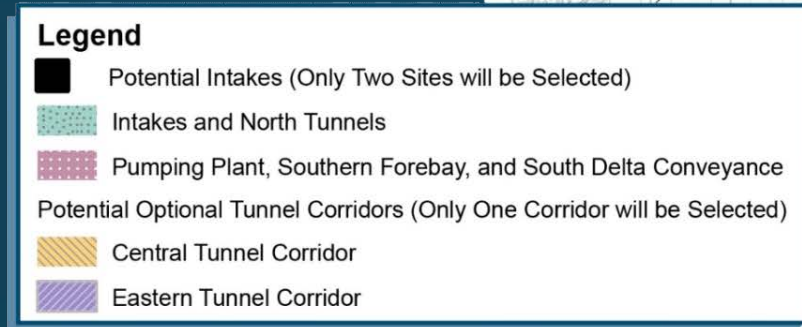 Legend
Potential Intakes (Only Two Sites will be Selected)
Intakes and North Tunnels
Pumping Plant, Southern Forebay, and South Delta Conveyance
Potential Optional Tunnel Corridors (Only One Corridor will be Selected)
Central Tunnel Corridor
Eastern Tunnel Corridor